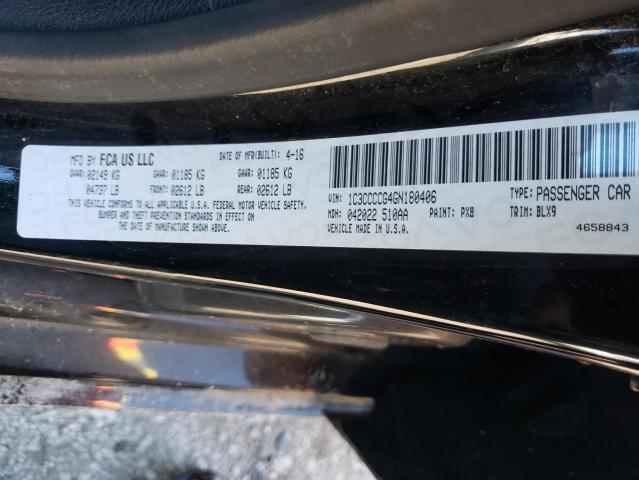 MFD BY FCA US LLC DATE OF MFR(BUILT): 4-16
GVWR: 02149 KG GAWR: 01185 KG GAWR: 01185 KG
04737 LB FRONT: 02612 LB REAR: 02612 LB
THIS VEHICLE CONFORMS TO ALL APPLICABLE U.S.A. FEDERAL MOTOR VEHICLE SAFETY,
BUMPER AND THEFT PREVENTION STANDARDS IN EFFECT ON
THE DATE OF MANUFACTURE SHOWN ABOVE.
VIN: 1C3CCCCG4GN180406 TYPE: PASSENGER CAR
MDH: 042022 510AA PAINT: PX8 TRIM: BLX9
VEHICLE MADE IN U.S.A. 4658843